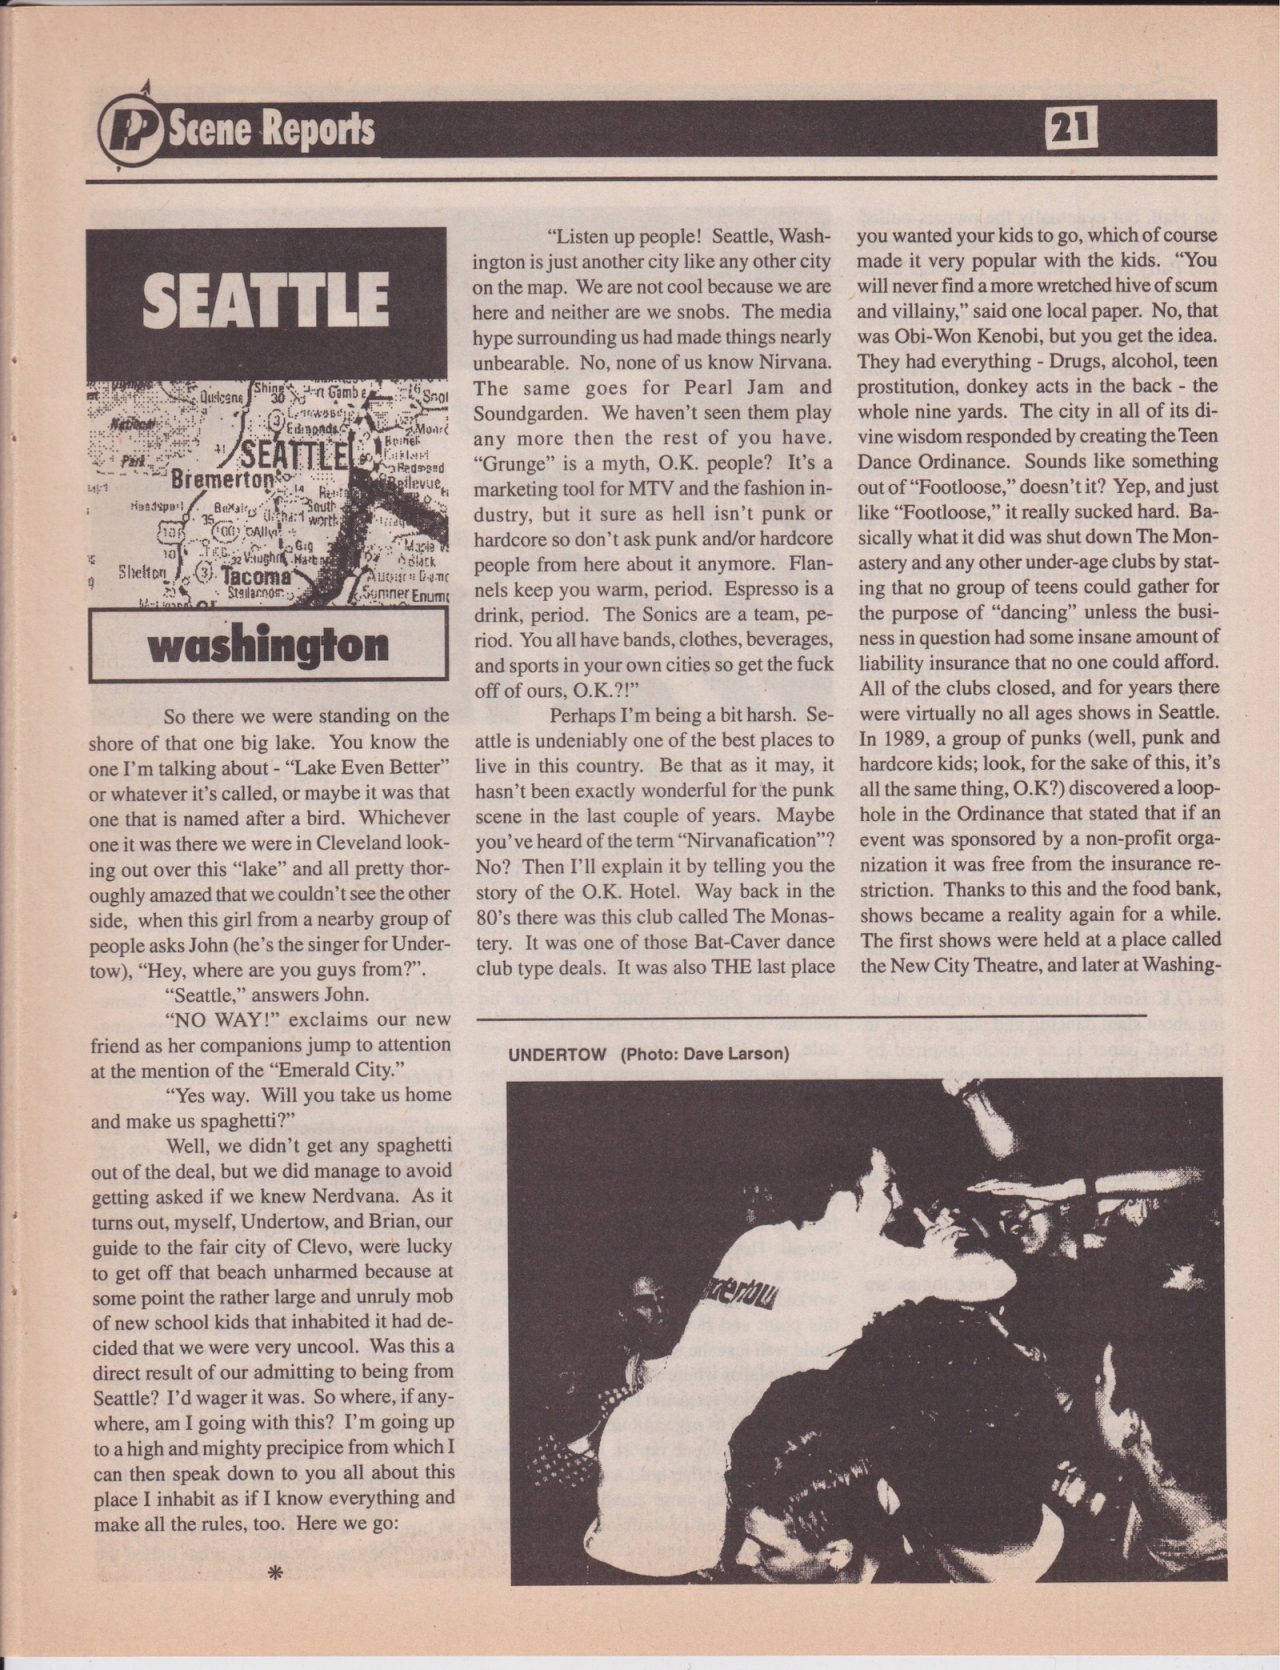 PP Scene Reports
21
SEATTLE
Olympic
National
Park
Quilcene
Shine
30
Edmonds
SEATTLE
Bremerton
Redmond
Bellevue
Shelton
Tacoma
Sumner
washington
So there we were standing on the
shore of that one big lake. You know the
one I'm talking about - “Lake Even Better”
or whatever it's called, or maybe it was that
one that is named after a bird. Whichever
one it was there we were in Cleveland look-
ing out over this “lake” and all pretty thor-
oughly amazed that we couldn't see the other
side, when this girl from a nearby group of
people asks John (he's the singer for Under-
tow), “Hey, where are you guys from?”.
“Seattle,” answers John.
“NO WAY!” exclaims our new
friend as her companions jump to attention
at the mention of the “Emerald City.”
“Yes way. Will you take us home
and make us spaghetti?”
Well, we didn't get any spaghetti
out of the deal, but we did manage to avoid
getting asked if we knew Nerdvana. As it
turns out, myself, Undertow, and Brian, our
guide to the fair city of Clevo, were lucky
to get off that beach unharmed because at
some point the rather large and unruly mob
of new school kids that inhabited it had de-
cided that we were very uncool. Was this a
direct result of our admitting to being from
Seattle? I'd wager it was. So where, if any-
where, am I going with this? I'm going up
to a high and mighty precipice from which I
can then speak down to you all about this
place I inhabit as if I know everything and
make all the rules, too. Here we go:
“Listen up people! Seattle, Wash-
ington is just another city like any other city
on the map. We are not cool because we are
here and neither are we snobs. The media
hype surrounding us had made things nearly
unbearable. No, none of us know Nirvana.
The same goes for Pearl Jam and
Soundgarden. We haven't seen them play
any more then the rest of you have.
“Grunge” is a myth, O.K. people? It's a
marketing tool for MTV and the fashion in-
dustry, but it sure as hell isn't punk or
hardcore so don't ask punk and/or hardcore
people from here about it anymore. Flan-
nels keep you warm, period. Espresso is a
drink, period. The Sonics are a team, pe-
riod. You all have bands, clothes, beverages,
and sports in your own cities so get the fuck
off of ours, O.K.?!”
Perhaps I'm being a bit harsh. Se-
attle is undeniably one of the best places to
live in this country. Be that as it may, it
hasn't been exactly wonderful for the punk
scene in the last couple of years. Maybe
you've heard of the term “Nirvanafication”?
No? Then I'll explain it by telling you the
story of the O.K. Hotel. Way back in the
80's there was this club called The Monas-
tery. It was one of those Bat-Caver dance
club type deals. It was also THE last place
you wanted your kids to go, which of course
made it very popular with the kids. “You
will never find a more wretched hive of scum
and villainy,” said one local paper. No, that
was Obi-Won Kenobi, but you get the idea.
They had everything - Drugs, alcohol, teen
prostitution, donkey acts in the back - the
whole nine yards. The city in all of its di-
vine wisdom responded by creating the Teen
Dance Ordinance. Sounds like something
out of “Footloose,” doesn't it? Yep, and just
like “Footloose,” it really sucked hard. Ba-
sically what it did was shut down The Mon-
astery and any other under-age clubs by stat-
ing that no group of teens could gather for
the purpose of “dancing” unless the busi-
ness in question had some insane amount of
liability insurance that no one could afford.
All of the clubs closed, and for years there
were virtually no all ages shows in Seattle.
In 1989, a group of punks (well, punk and
hardcore kids; look, for the sake of this, it's
all the same thing, O.K?) discovered a loop-
hole in the Ordinance that stated that if an
event was sponsored by a non-profit orga-
nization it was free from the insurance re-
striction. Thanks to this and the food bank,
shows became a reality again for a while.
The first shows were held at a place called
the New City Theatre, and later at Washing-
UNDERTOW (Photo: Dave Larson)
undertow